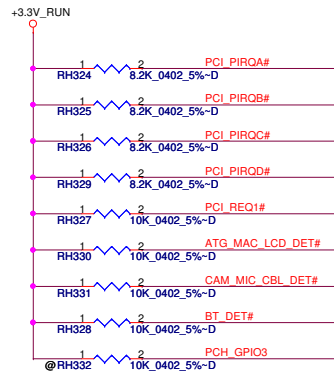 +3.3V_RUN
1 2 PCI_PIRQA#
RH324 8.2K_0402_5%~D
1 2 PCI_PIRQB#
RH325 8.2K_0402_5%~D
1 2 PCI_PIRQC#
RH326 8.2K_0402_5%~D
1 2 PCI_PIRQD#
RH329 8.2K_0402_5%~D
1 2 PCI_REQ1#
RH327 10K_0402_5%~D
1 2 ATG_MAC_LCD_DET#
RH330 10K_0402_5%~D
1 2 CAM_MIC_CBL_DET#
RH331 10K_0402_5%~D
1 2 BT_DET#
RH328 10K_0402_5%~D
1 2 PCH_GPIO3
@RH332 10K_0402_5%~D